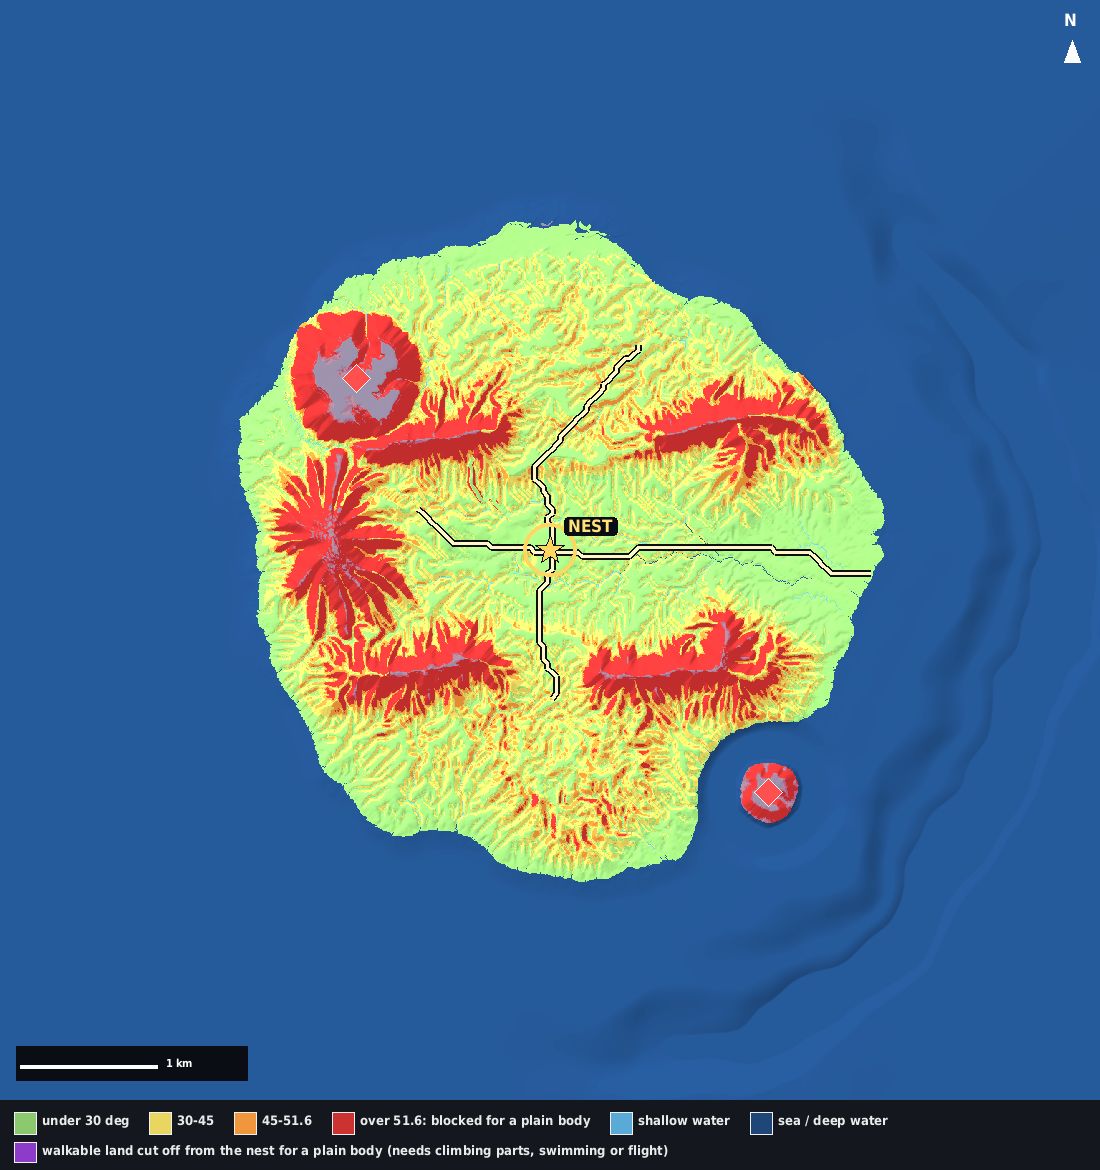 N
NEST
1 km
under 30 deg
30-45
45-51.6
over 51.6: blocked for a plain body
shallow water
sea / deep water
walkable land cut off from the nest for a plain body (needs climbing parts, swimming or flight)